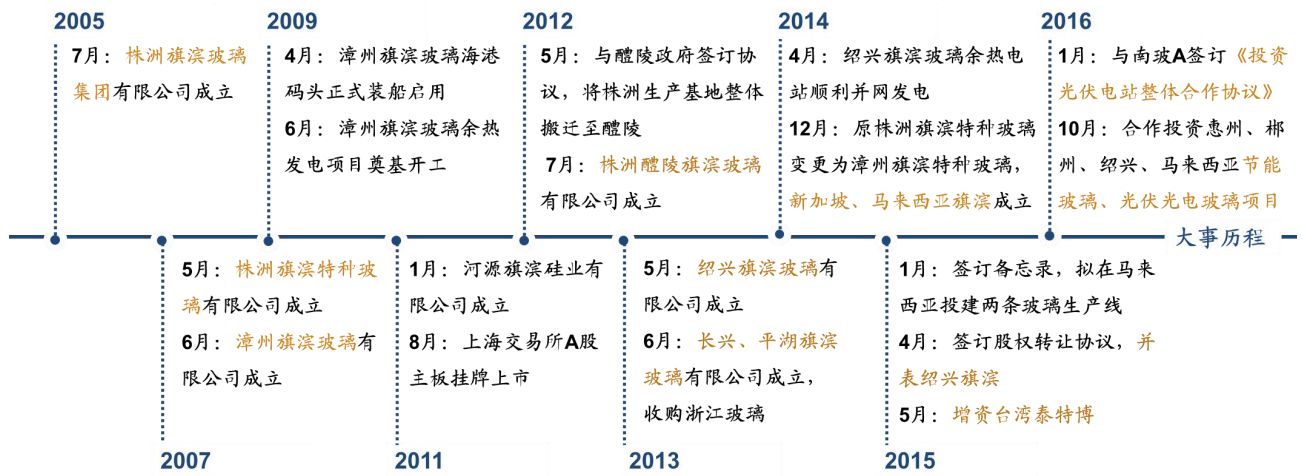 2005
7月：株洲旗滨玻璃
集团有限公司成立
2009
4月：漳州旗滨玻璃海港
码头正式装船启用
6月：漳州旗滨玻璃余热
发电项目奠基开工
2012
5月：与醴陵政府签订协
议，将株洲生产基地整体
搬迁至醴陵
7月：株洲醴陵旗滨玻璃
有限公司成立
2014
4月：绍兴旗滨玻璃余热电
站顺利并网发电
12月：原株洲旗滨特种玻璃
变更为漳州旗滨特种玻璃，
新加坡、马来西亚旗滨成立
2016
1月：与南玻A签订《投资
光伏电站整体合作协议》
10月：合作投资惠州、郴
州、绍兴、马来西亚节能
玻璃、光伏光电玻璃项目
大事历程
5月：株洲旗滨特种玻
璃有限公司成立
6月：漳州旗滨玻璃有
限公司成立
2007
1月：河源旗滨硅业有
限公司成立
8月：上海交易所A股
主板挂牌上市
2011
5月：绍兴旗滨玻璃有
限公司成立
6月：长兴、平湖旗滨
玻璃有限公司成立，
收购浙江玻璃
2013
1月：签订备忘录，拟在马来
西亚投建两条玻璃生产线
4月：签订股权转让协议，并
表绍兴旗滨
5月：增资台湾泰特博
2015